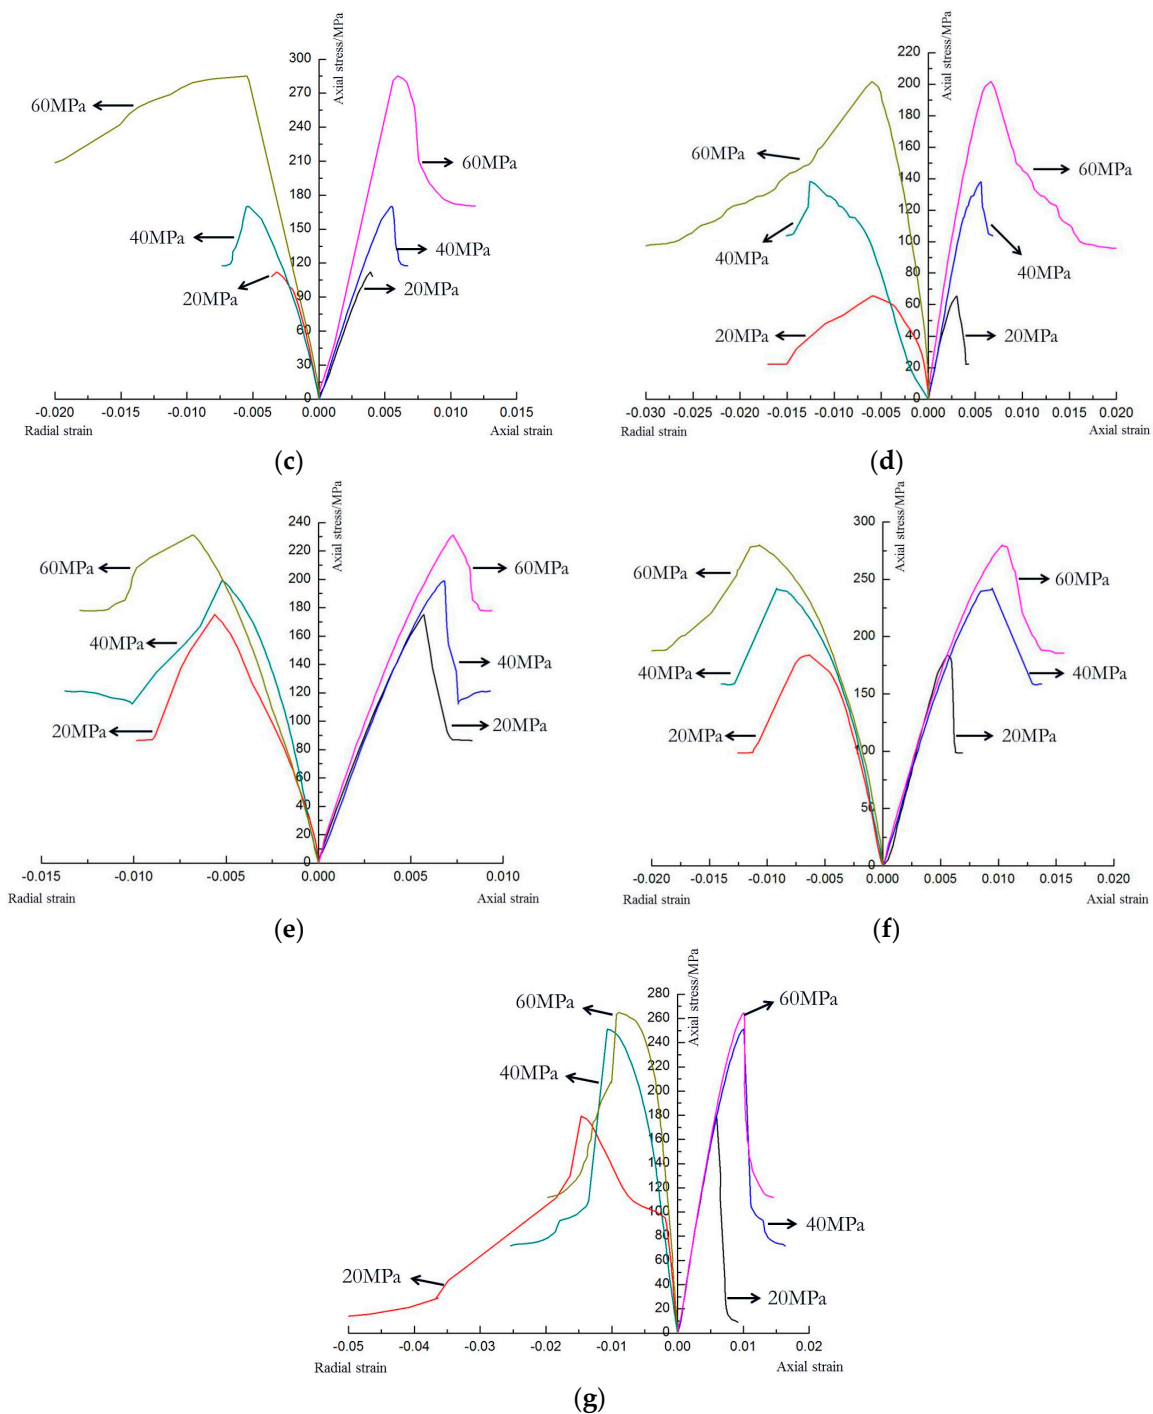 Axial stress/MPa
300
270
240
210
180
150
120
90
60
30
0
60MPa
60MPa
40MPa
40MPa
20MPa
20MPa
-0.020 -0.015 -0.010 -0.005 0.000 0.005 0.010 0.015
Radial strain Axial strain
(c)
Axial stress/MPa
220
200
180
160
140
120
100
80
60
40
20
0
60MPa
60MPa
40MPa
40MPa
20MPa
20MPa
-0.030 -0.025 -0.020 -0.015 -0.010 -0.005 0.000 0.005 0.010 0.015 0.020
Radial strain Axial strain
(d)
Axial stress/MPa
240
220
200
180
160
140
120
100
80
60
40
20
0
60MPa
60MPa
40MPa
40MPa
20MPa
20MPa
-0.015 -0.010 -0.005 0.000 0.005 0.010
Radial strain Axial strain
(e)
Axial stress/MPa
300
250
200
150
100
50
0
60MPa
60MPa
40MPa
40MPa
20MPa
20MPa
-0.020 -0.015 -0.010 -0.005 0.000 0.005 0.010 0.015 0.020
Radial strain Axial strain
(f)
Axial stress/MPa
280
260
240
220
200
180
160
140
120
100
80
60
40
20
0
60MPa
60MPa
40MPa
40MPa
20MPa
20MPa
-0.05 -0.04 -0.03 -0.02 -0.01 0.00 0.01 0.02
Radial strain Axial strain
(g)